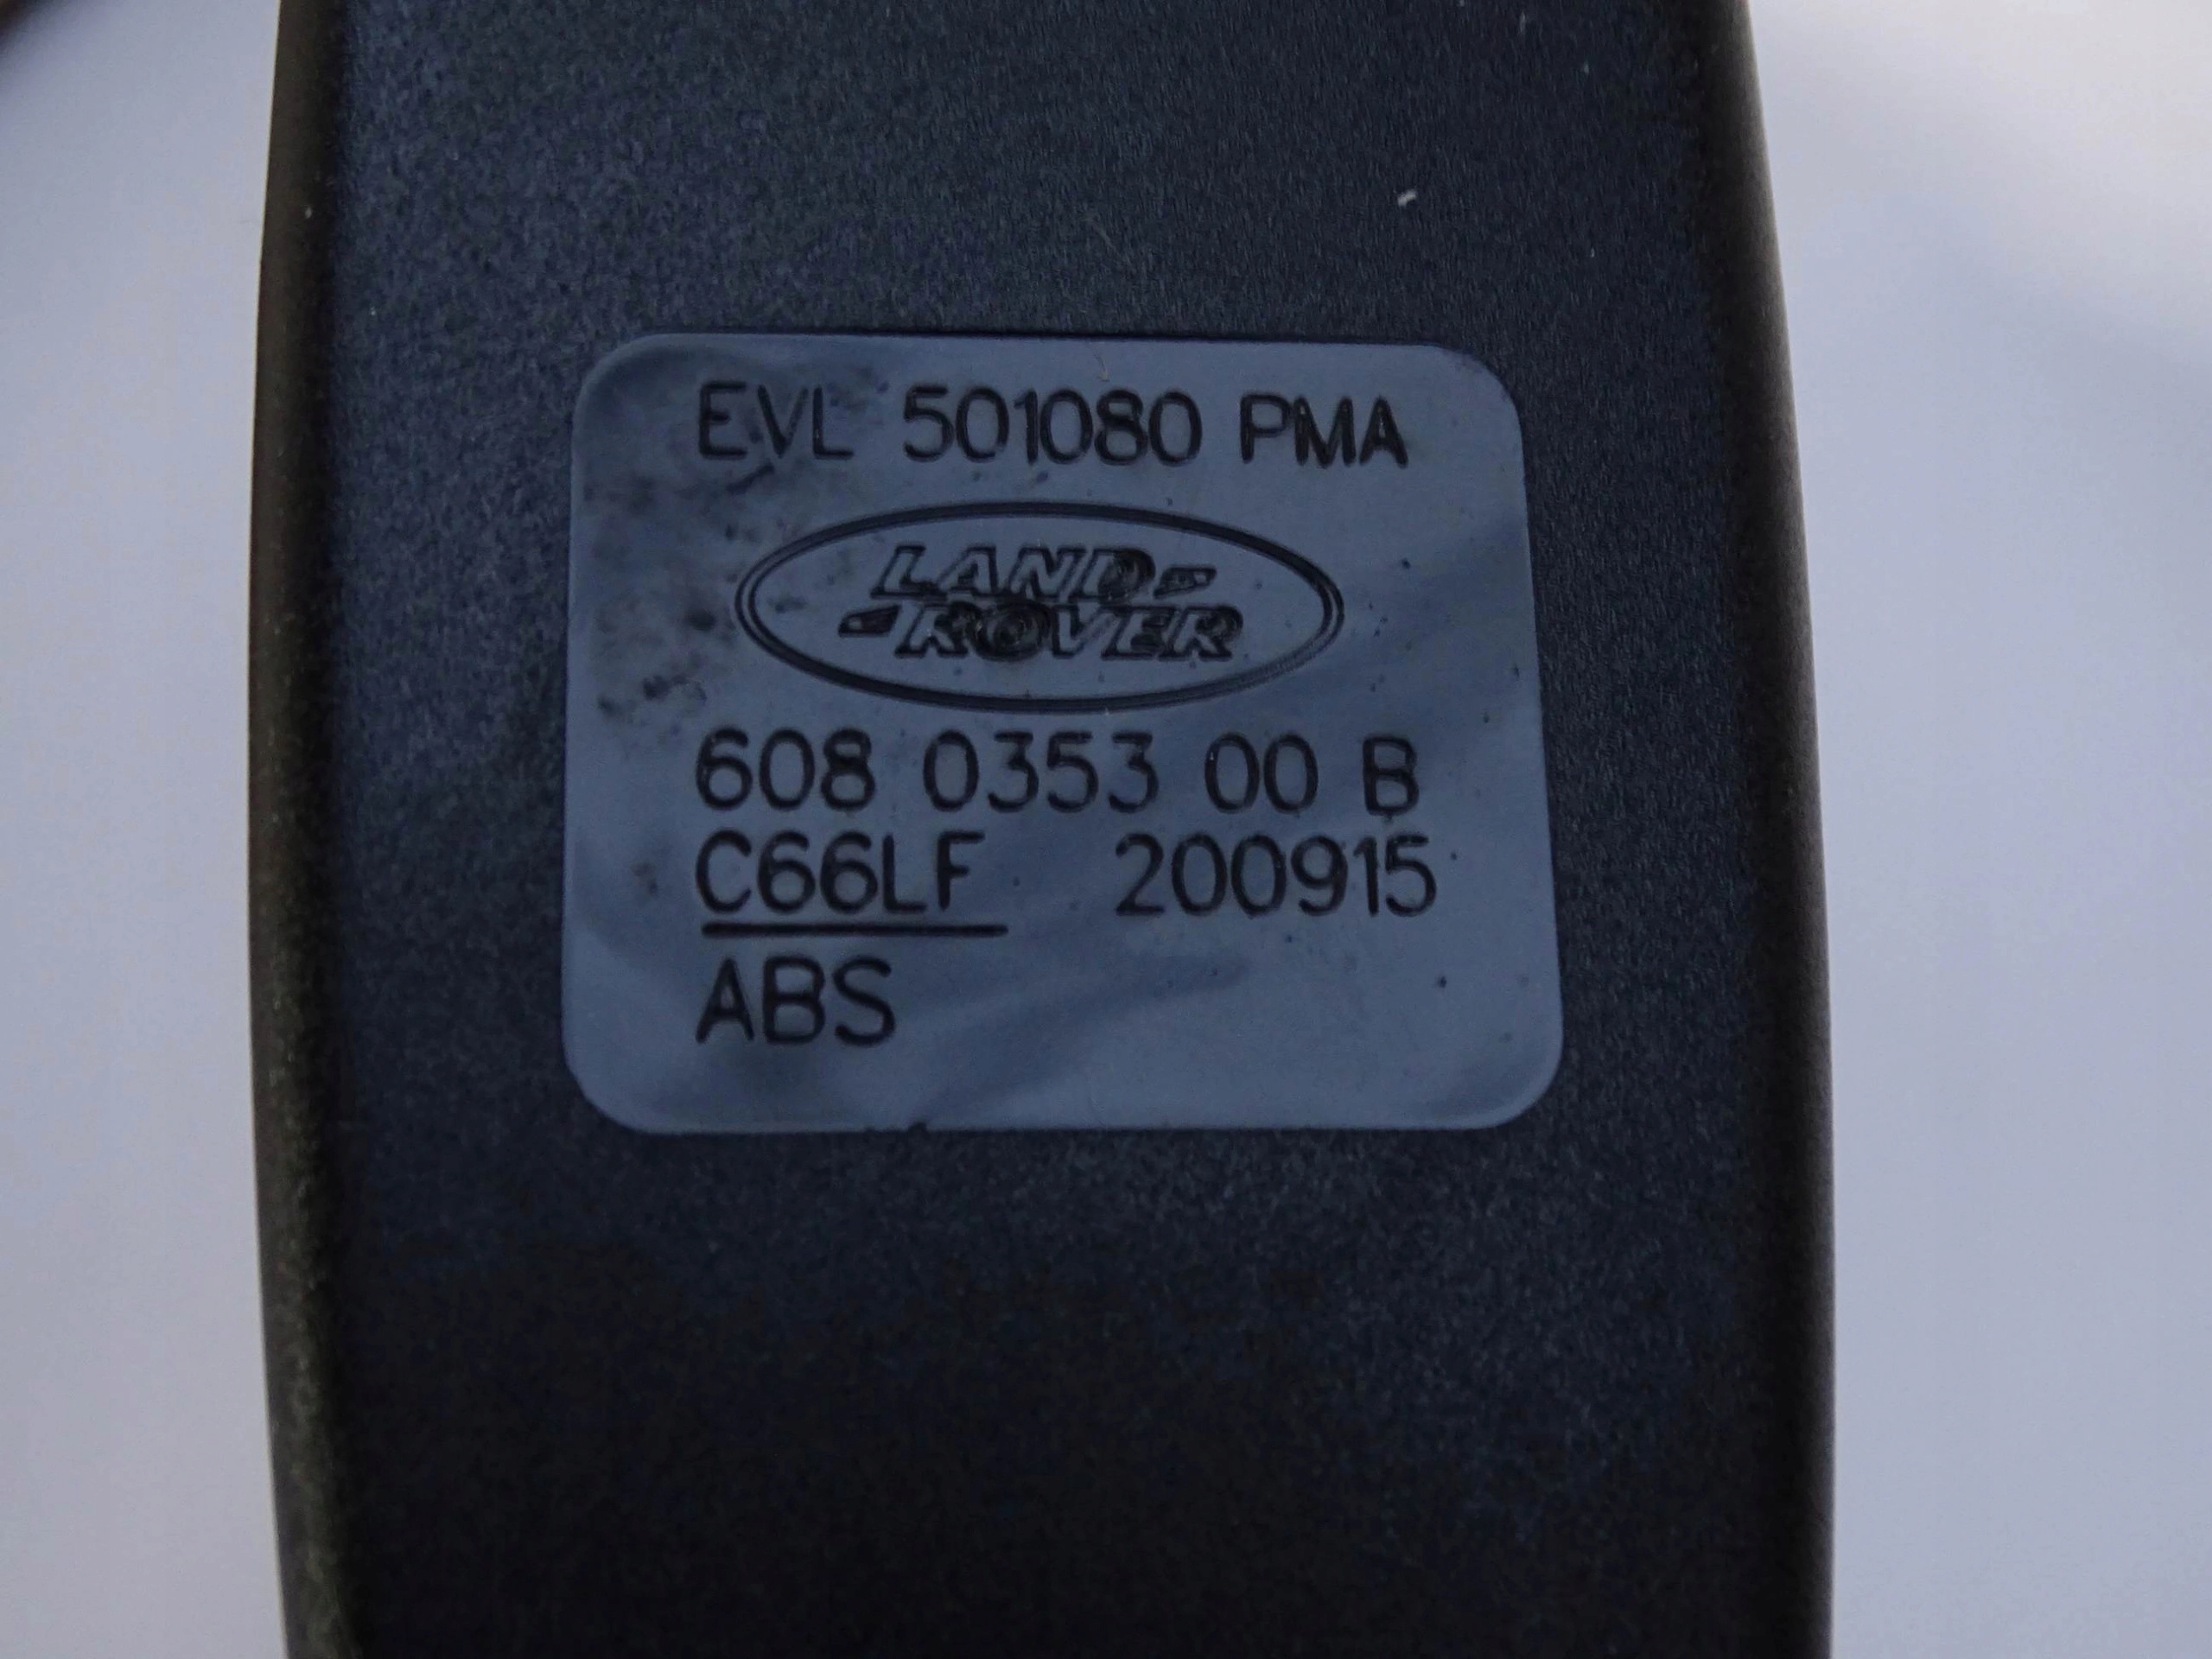 EVL 501080 PMA
LAND-
-ROVER
608 0353 00 B
C66LF 200915
ABS